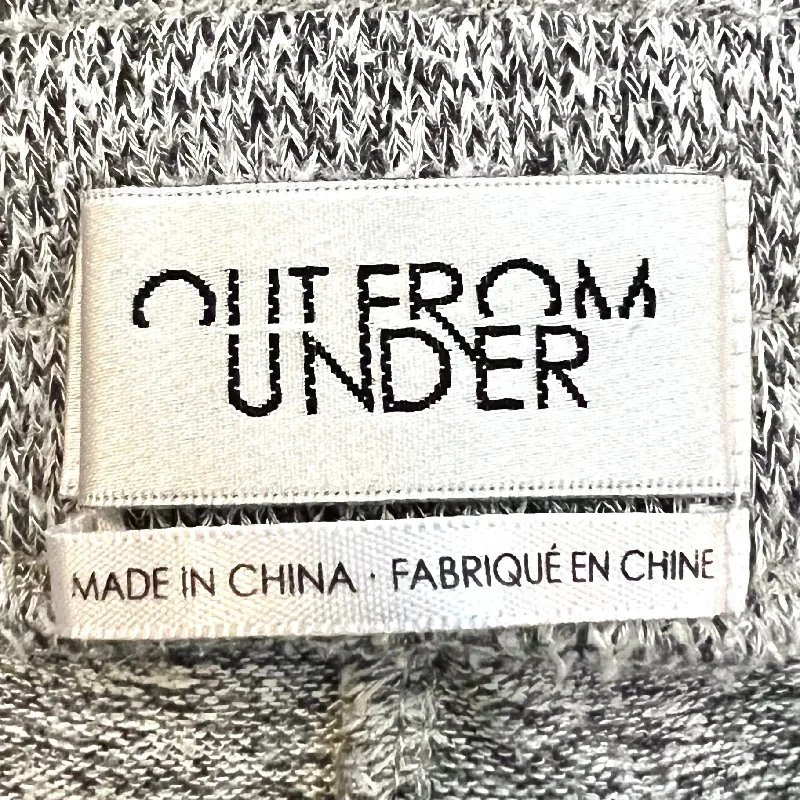 OUT FROM
UNDER
MADE IN CHINA · FABRIQUÉ EN CHINE